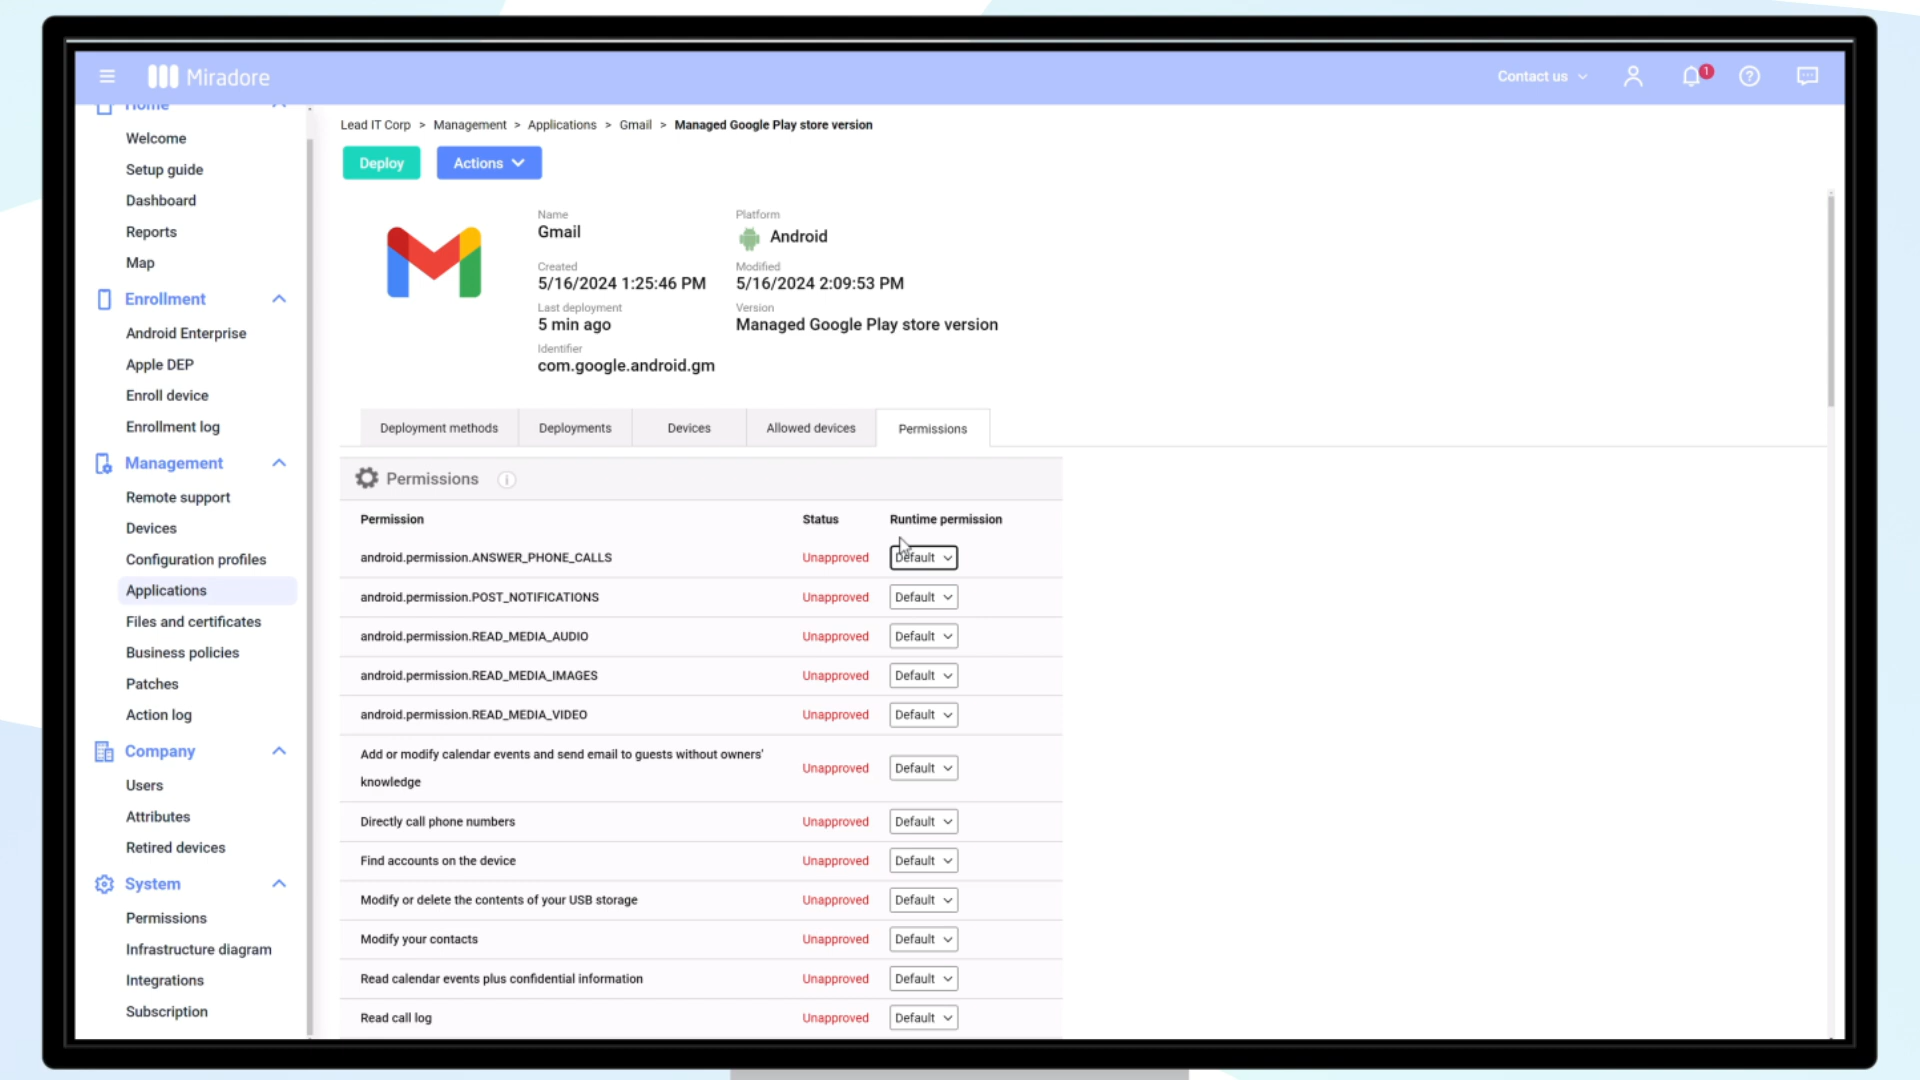 Miradore
Contact us
1
Home
Welcome
Setup guide
Dashboard
Reports
Map
Enrollment
Android Enterprise
Apple DEP
Enroll device
Enrollment log
Management
Remote support
Devices
Configuration profiles
Applications
Files and certificates
Business policies
Patches
Action log
Company
Users
Attributes
Retired devices
System
Permissions
Infrastructure diagram
Integrations
Subscription
Lead IT Corp > Management > Applications > Gmail > Managed Google Play store version
Deploy
Actions
Name
Gmail
Platform
Android
Created
5/16/2024 1:25:46 PM
Modified
5/16/2024 2:09:53 PM
Last deployment
5 min ago
Version
Managed Google Play store version
Identifier
com.google.android.gm
Deployment methods
Deployments
Devices
Allowed devices
Permissions
Permissions
Permission Status Runtime permission
android.permission.ANSWER_PHONE_CALLS Unapproved Default
android.permission.POST_NOTIFICATIONS Unapproved Default
android.permission.READ_MEDIA_AUDIO Unapproved Default
android.permission.READ_MEDIA_IMAGES Unapproved Default
android.permission.READ_MEDIA_VIDEO Unapproved Default
Add or modify calendar events and send email to guests without owners'
knowledge Unapproved Default
Directly call phone numbers Unapproved Default
Find accounts on the device Unapproved Default
Modify or delete the contents of your USB storage Unapproved Default
Modify your contacts Unapproved Default
Read calendar events plus confidential information Unapproved Default
Read call log Unapproved Default